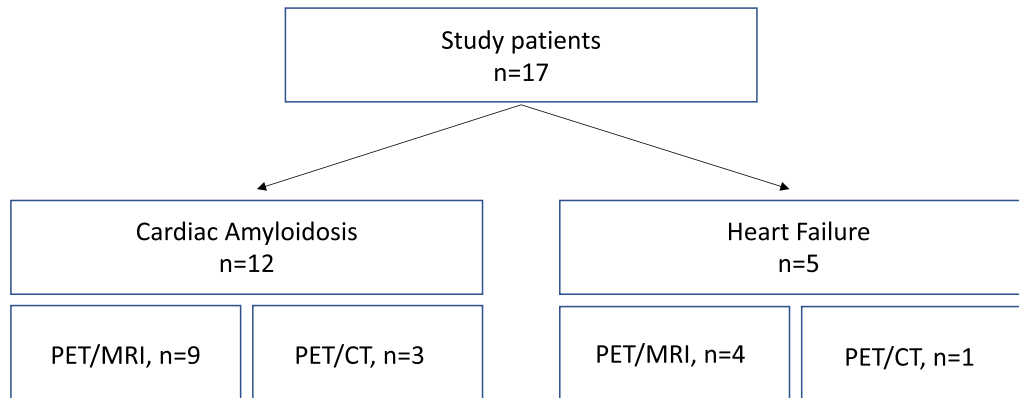 Study patients
n=17
Cardiac Amyloidosis
n=12
Heart Failure
n=5
PET/MRI, n=9
PET/CT, n=3
PET/MRI, n=4
PET/CT, n=1